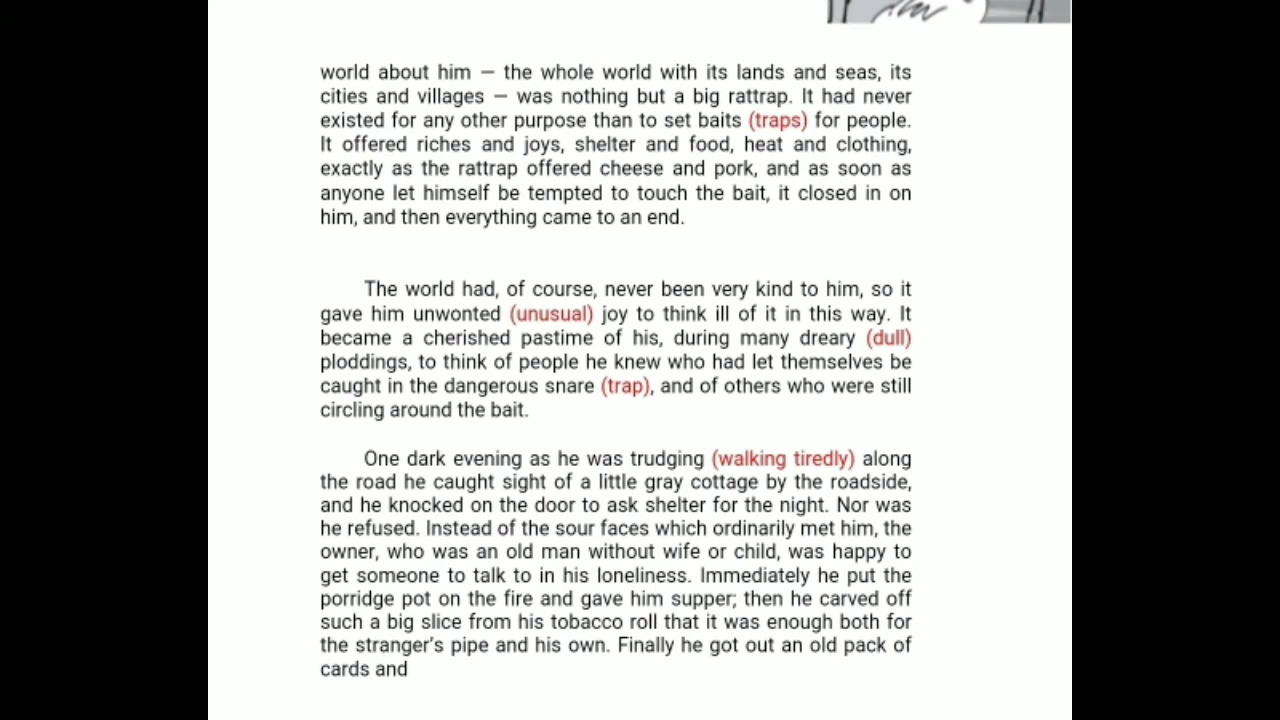 world about him — the whole world with its lands and seas, its
cities and villages — was nothing but a big rattrap. It had never
existed for any other purpose than to set baits (traps) for people.
It offered riches and joys, shelter and food, heat and clothing,
exactly as the rattrap offered cheese and pork, and as soon as
anyone let himself be tempted to touch the bait, it closed in on
him, and then everything came to an end.
The world had, of course, never been very kind to him, so it
gave him unwonted (unusual) joy to think ill of it in this way. It
became a cherished pastime of his, during many dreary (dull)
ploddings, to think of people he knew who had let themselves be
caught in the dangerous snare (trap), and of others who were still
circling around the bait.
One dark evening as he was trudging (walking tiredly) along
the road he caught sight of a little gray cottage by the roadside,
and he knocked on the door to ask shelter for the night. Nor was
he refused. Instead of the sour faces which ordinarily met him, the
owner, who was an old man without wife or child, was happy to
get someone to talk to in his loneliness. Immediately he put the
porridge pot on the fire and gave him supper; then he carved off
such a big slice from his tobacco roll that it was enough both for
the stranger's pipe and his own. Finally he got out an old pack of
cards and